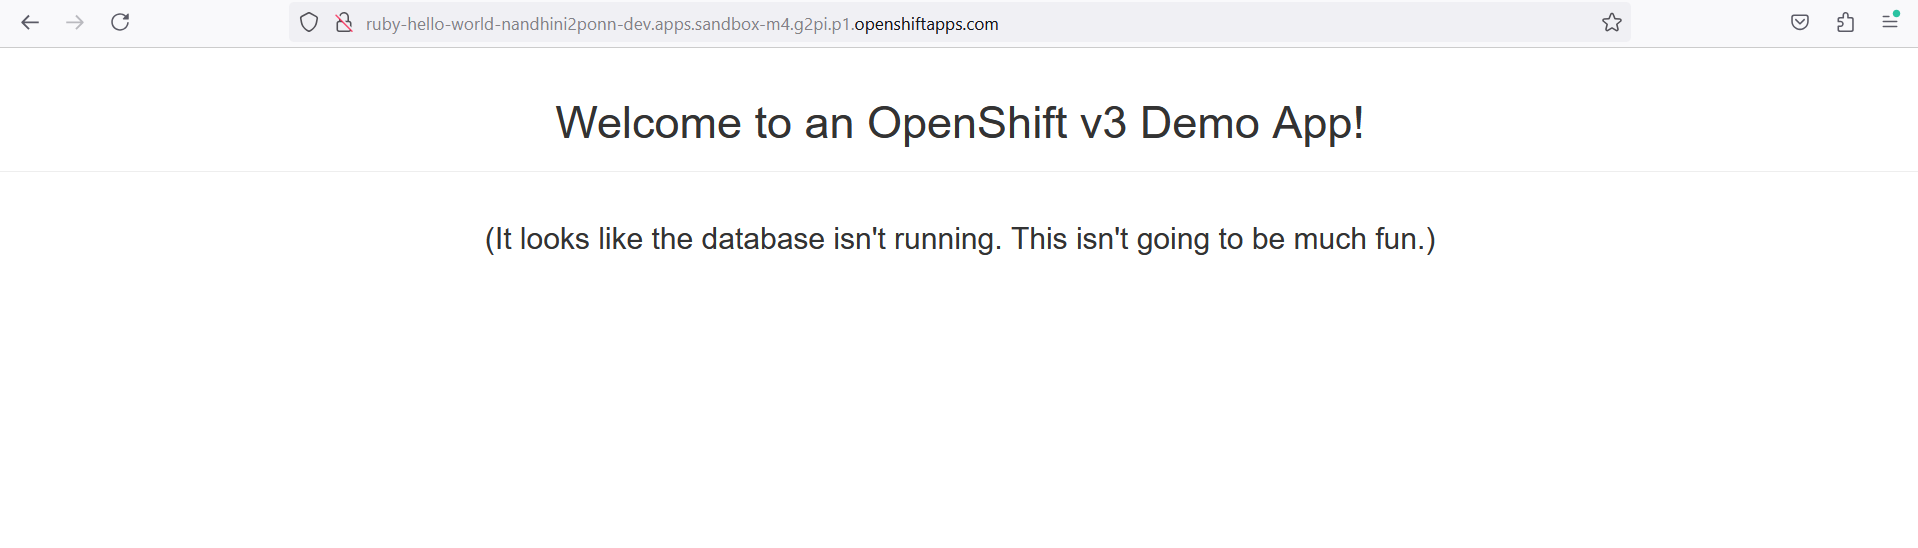 ruby-hello-world-nandhini2ponn-dev.apps.sandbox-m4.g2pi.p1.openshiftapps.com
Welcome to an OpenShift v3 Demo App!
(It looks like the database isn't running. This isn't going to be much fun.)